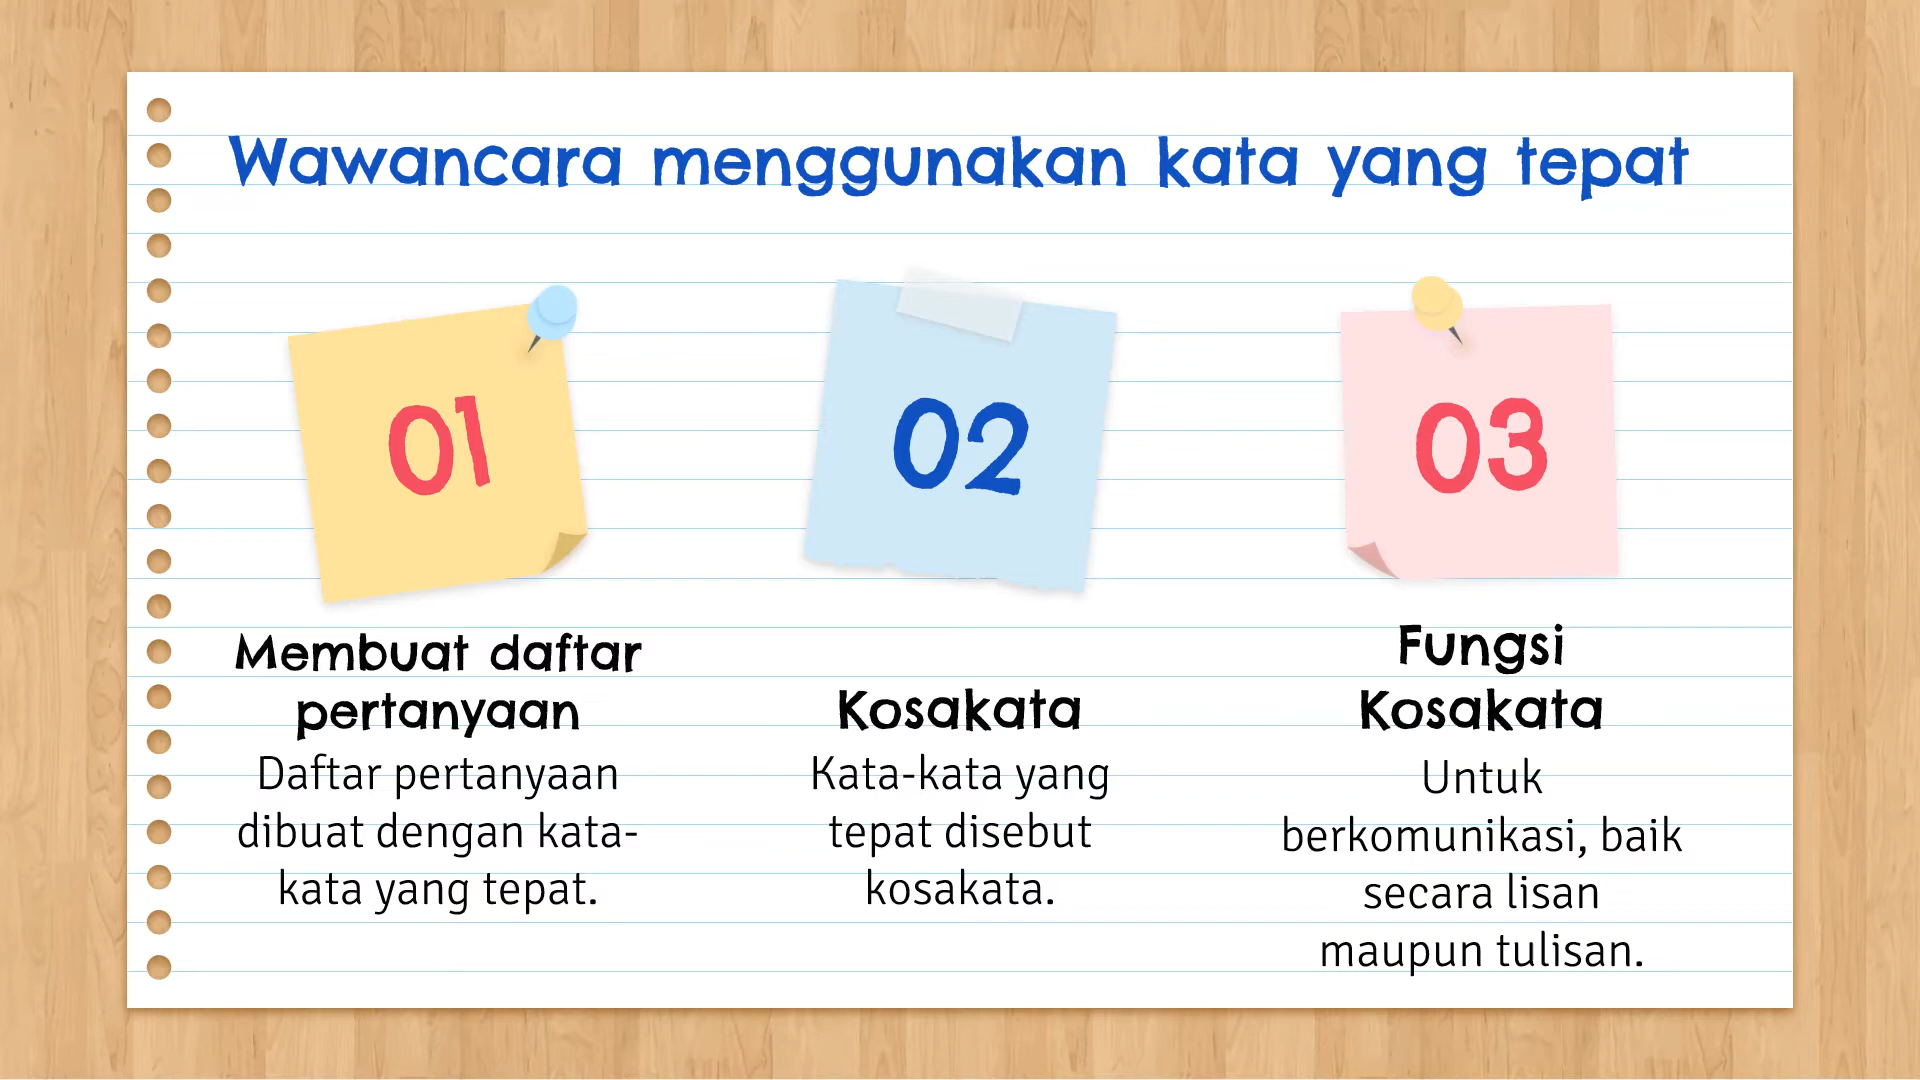 Wawancara menggunakan kata yang tepat
01
Membuat daftar
pertanyaan
Daftar pertanyaan
dibuat dengan kata-
kata yang tepat.
02
Kosakata
Kata-kata yang
tepat disebut
kosakata.
03
Fungsi
Kosakata
Untuk
berkomunikasi, baik
secara lisan
maupun tulisan.